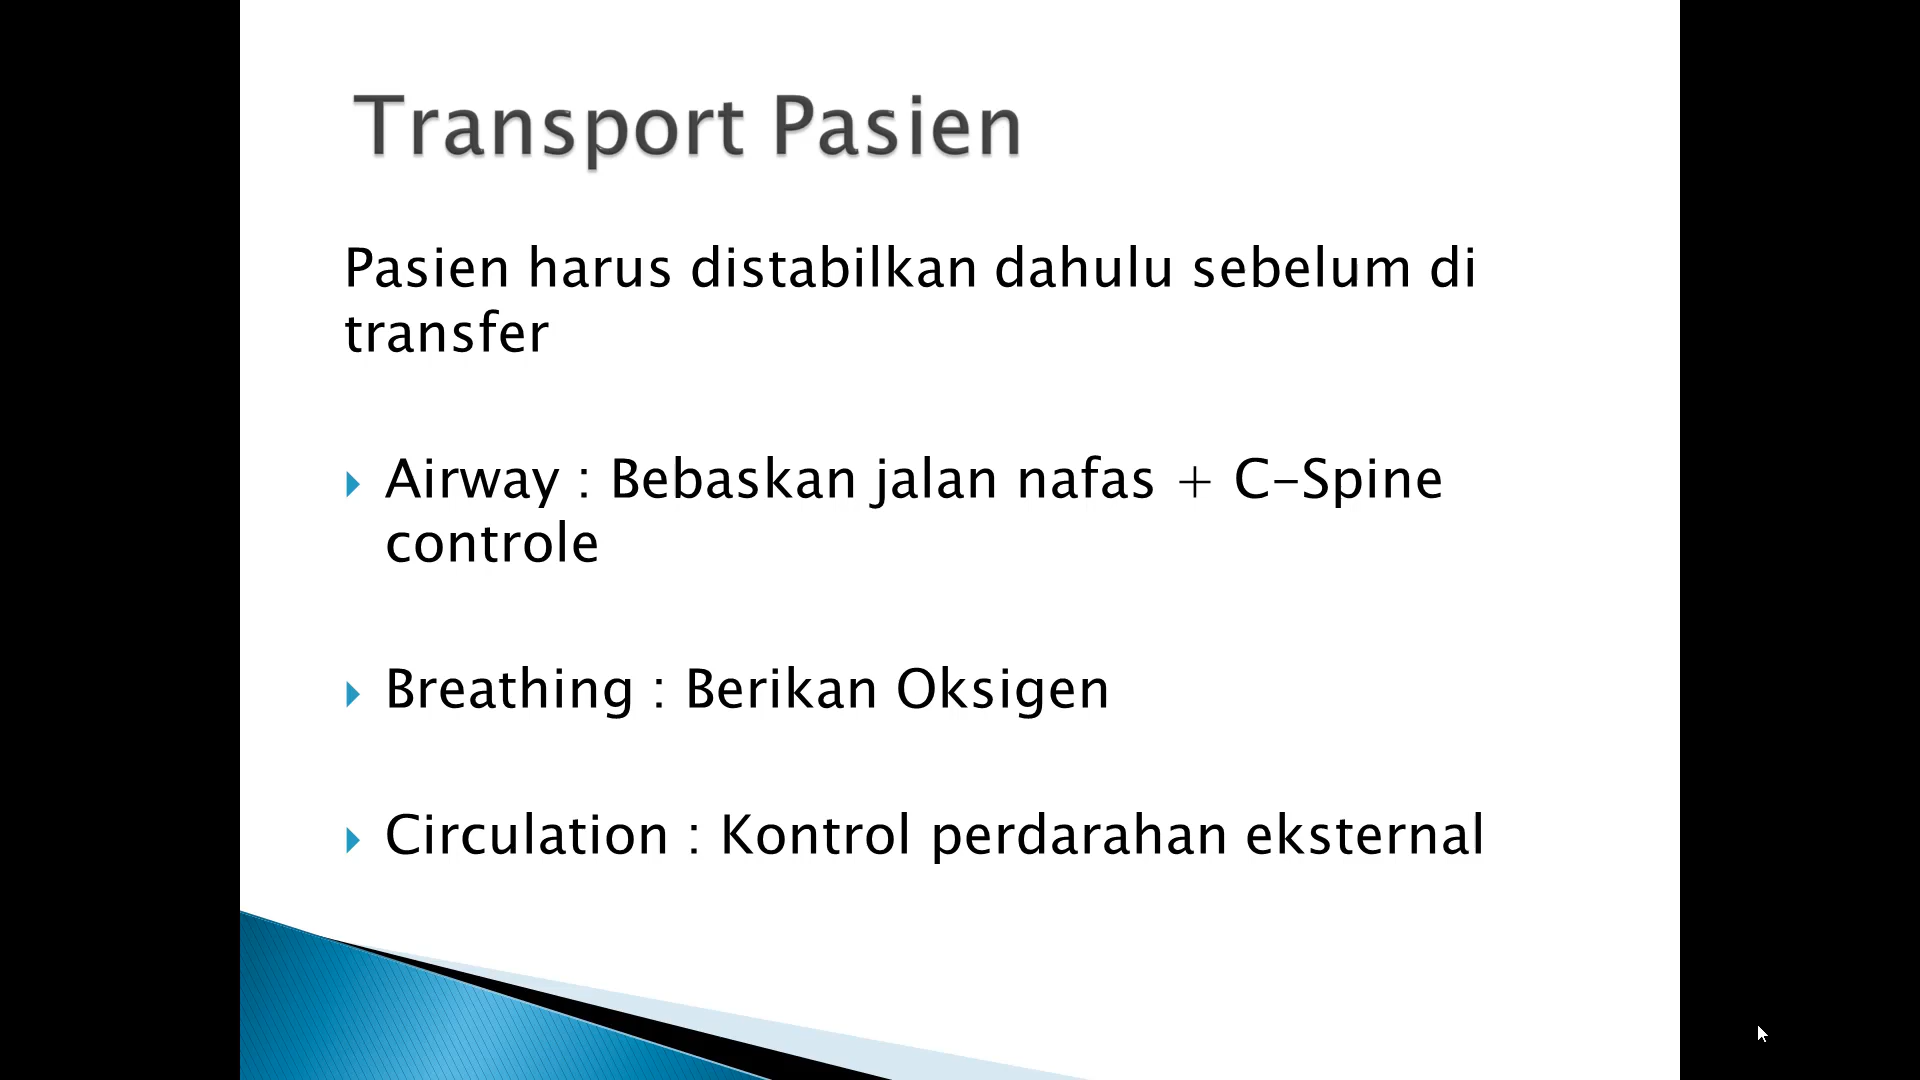 Transport Pasien
Pasien harus distabilkan dahulu sebelum di
transfer
Airway : Bebaskan jalan nafas + C-Spine
controle
Breathing : Berikan Oksigen
Circulation : Kontrol perdarahan eksternal